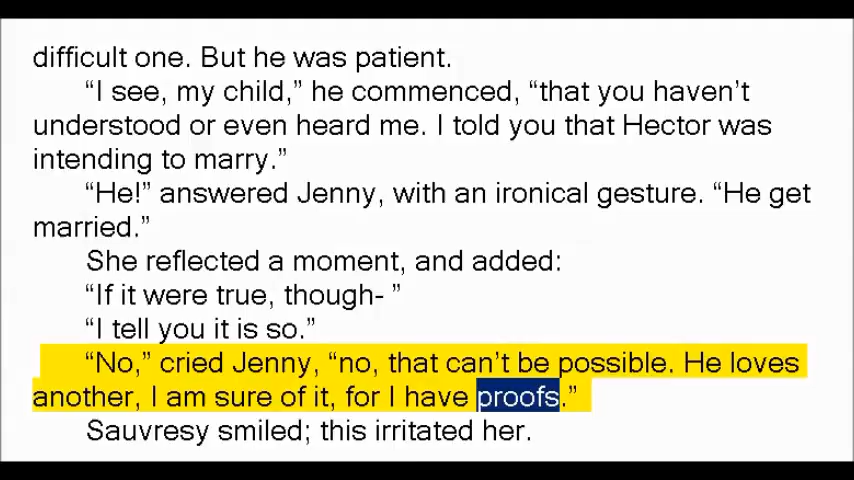 difficult one. But he was patient.
“I see, my child,” he commenced, “that you haven’t
understood or even heard me. I told you that Hector was
intending to marry.”
“He!” answered Jenny, with an ironical gesture. “He get
married.”
She reflected a moment, and added:
“If it were true, though- ”
“I tell you it is so.”
“No,” cried Jenny, “no, that can’t be possible. He loves
another, I am sure of it, for I have proofs.”
Sauvresy smiled; this irritated her.